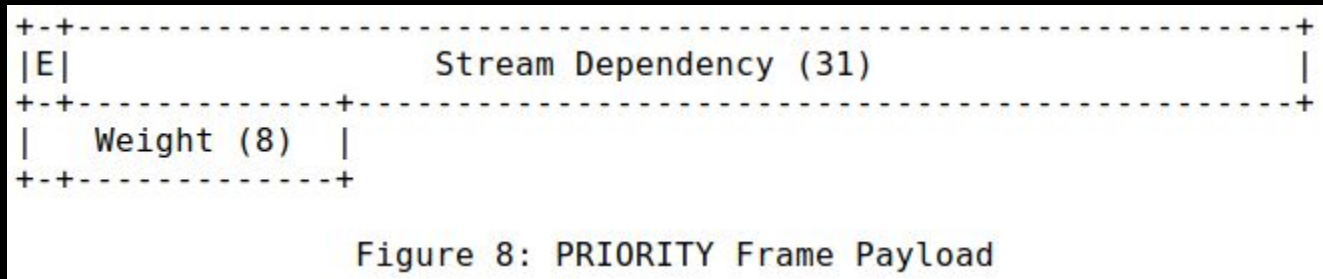 +-+-------------------------------------------------------------+
|E|                  Stream Dependency (31)                     |
+-+-------------+-----------------------------------------------+
|   Weight (8)  |
+-+-------------+
Figure 8: PRIORITY Frame Payload